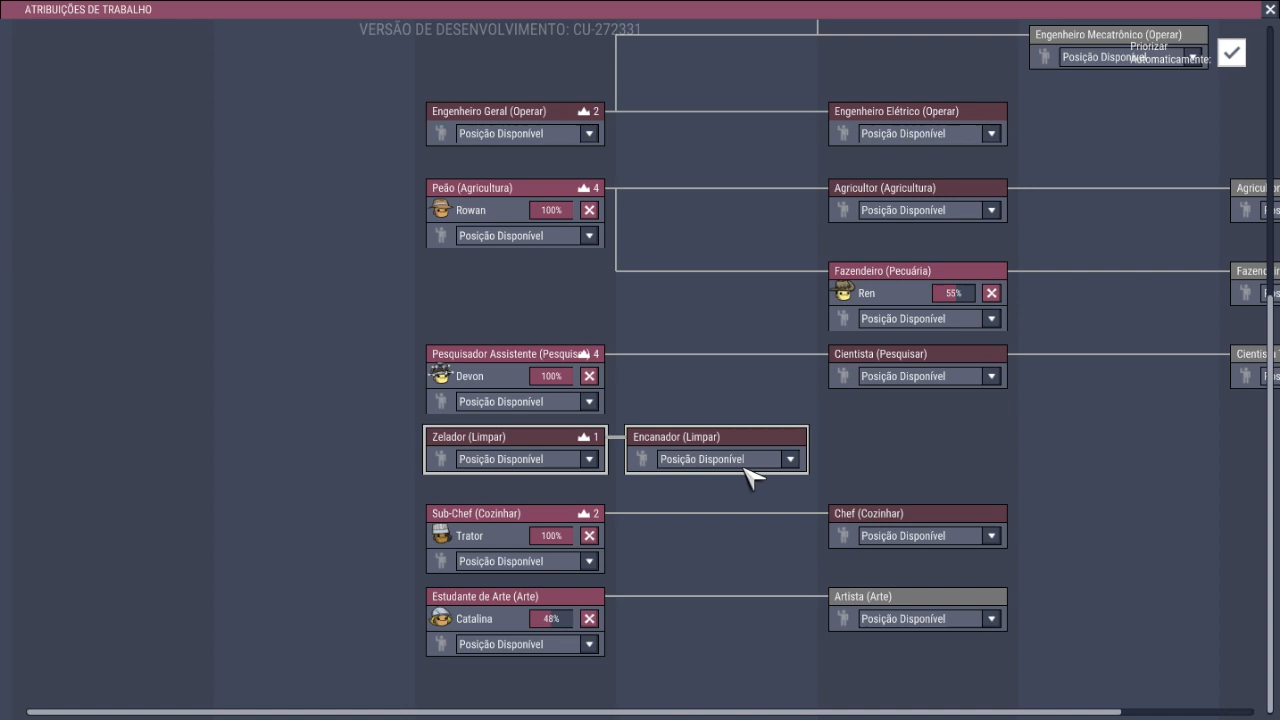 ATRIBUIÇÕES DE TRABALHO
VERSÃO DE DESENVOLVIMENTO: CU-272331
Engenheiro Mecatrônico (Operar)
Priorizar
Automaticamente:
Posição Disponível
Engenheiro Geral (Operar) 2
Posição Disponível
Engenheiro Elétrico (Operar)
Posição Disponível
Peão (Agricultura) 4
Rowan 100%
Posição Disponível
Agricultor (Agricultura)
Posição Disponível
Fazendeiro (Pecuária)
Ren 55%
Posição Disponível
Pesquisador Assistente (Pesquisar) 4
Devon 100%
Posição Disponível
Cientista (Pesquisar)
Posição Disponível
Zelador (Limpar) 1
Posição Disponível
Encanador (Limpar)
Posição Disponível
Sub-Chef (Cozinhar) 2
Trator 100%
Posição Disponível
Chef (Cozinhar)
Posição Disponível
Estudante de Arte (Arte)
Catalina 48%
Posição Disponível
Artista (Arte)
Posição Disponível